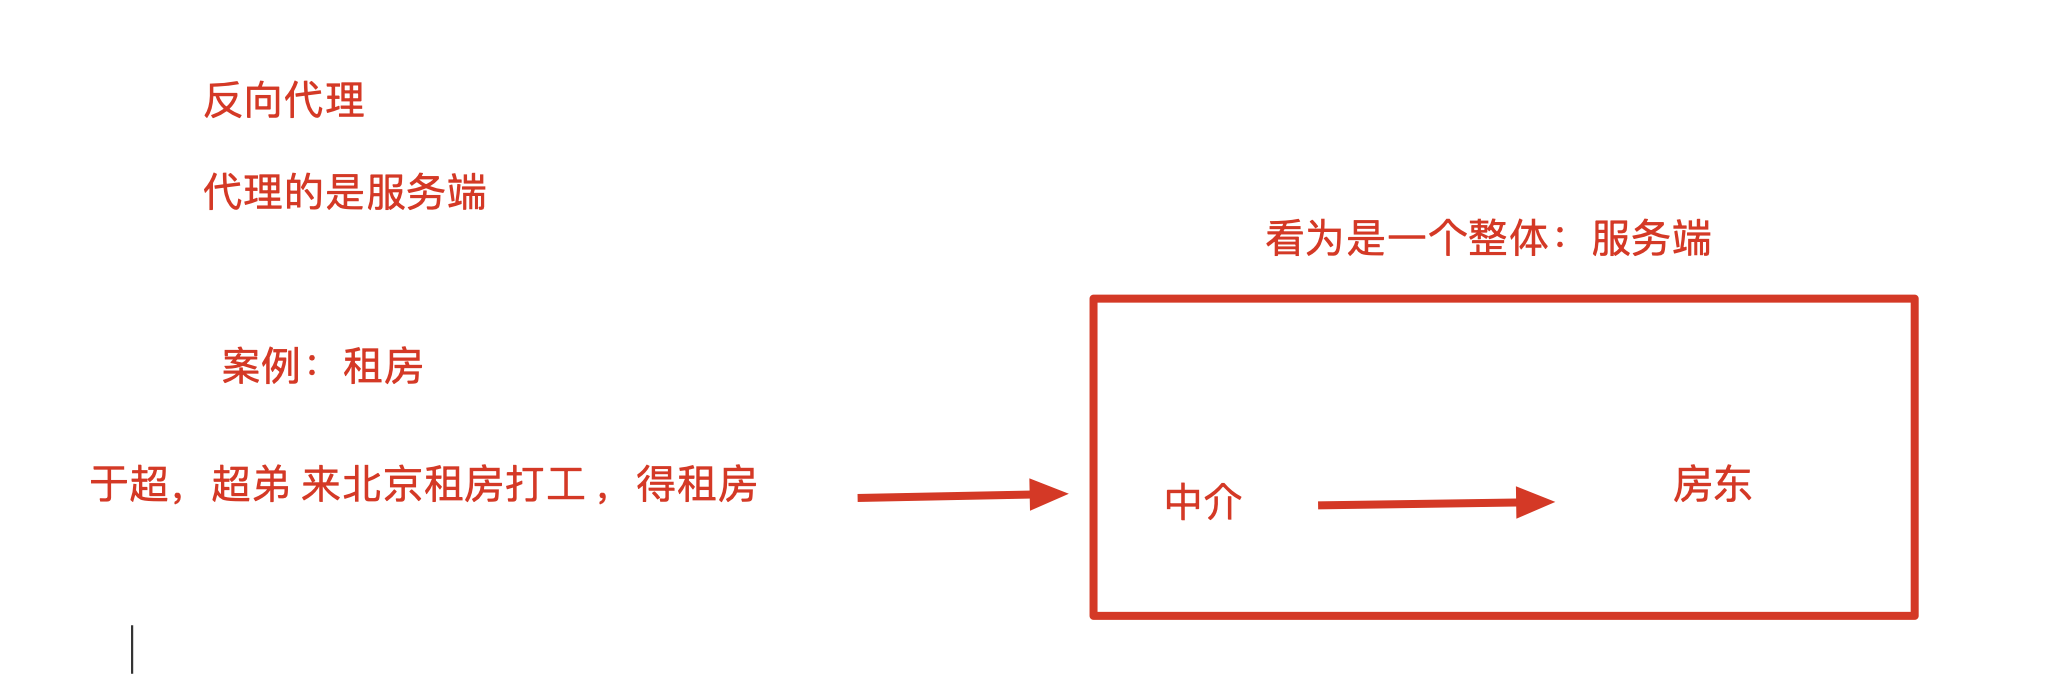 反向代理
代理的是服务端
看为是一个整体：服务端
案例：租房
于超，超弟 来北京租房打工 ，得租房
中介
房东